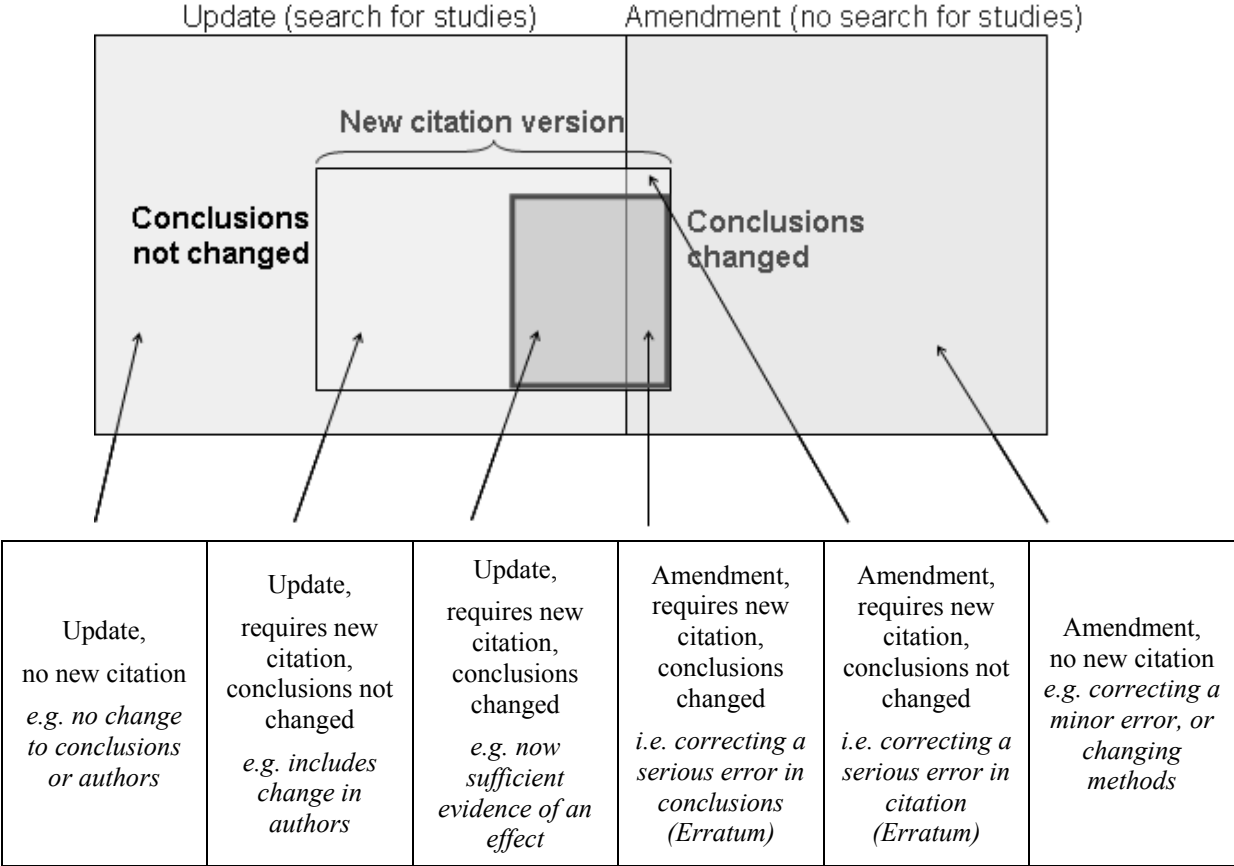 Update (search for studies)
Amendment (no search for studies)
New citation version
Conclusions
not changed
Conclusions
changed
Update,
no new citation
e.g. no change
to conclusions
or authors
Update,
requires new
citation,
conclusions not
changed
e.g. includes
change in
authors
Update,
requires new
citation,
conclusions
changed
e.g. now
sufficient
evidence of an
effect
Amendment,
requires new
citation,
conclusions
changed
i.e. correcting a
serious error in
conclusions
(Erratum)
Amendment,
requires new
citation,
conclusions not
changed
i.e. correcting a
serious error in
citation
(Erratum)
Amendment,
no new citation
e.g. correcting a
minor error, or
changing
methods